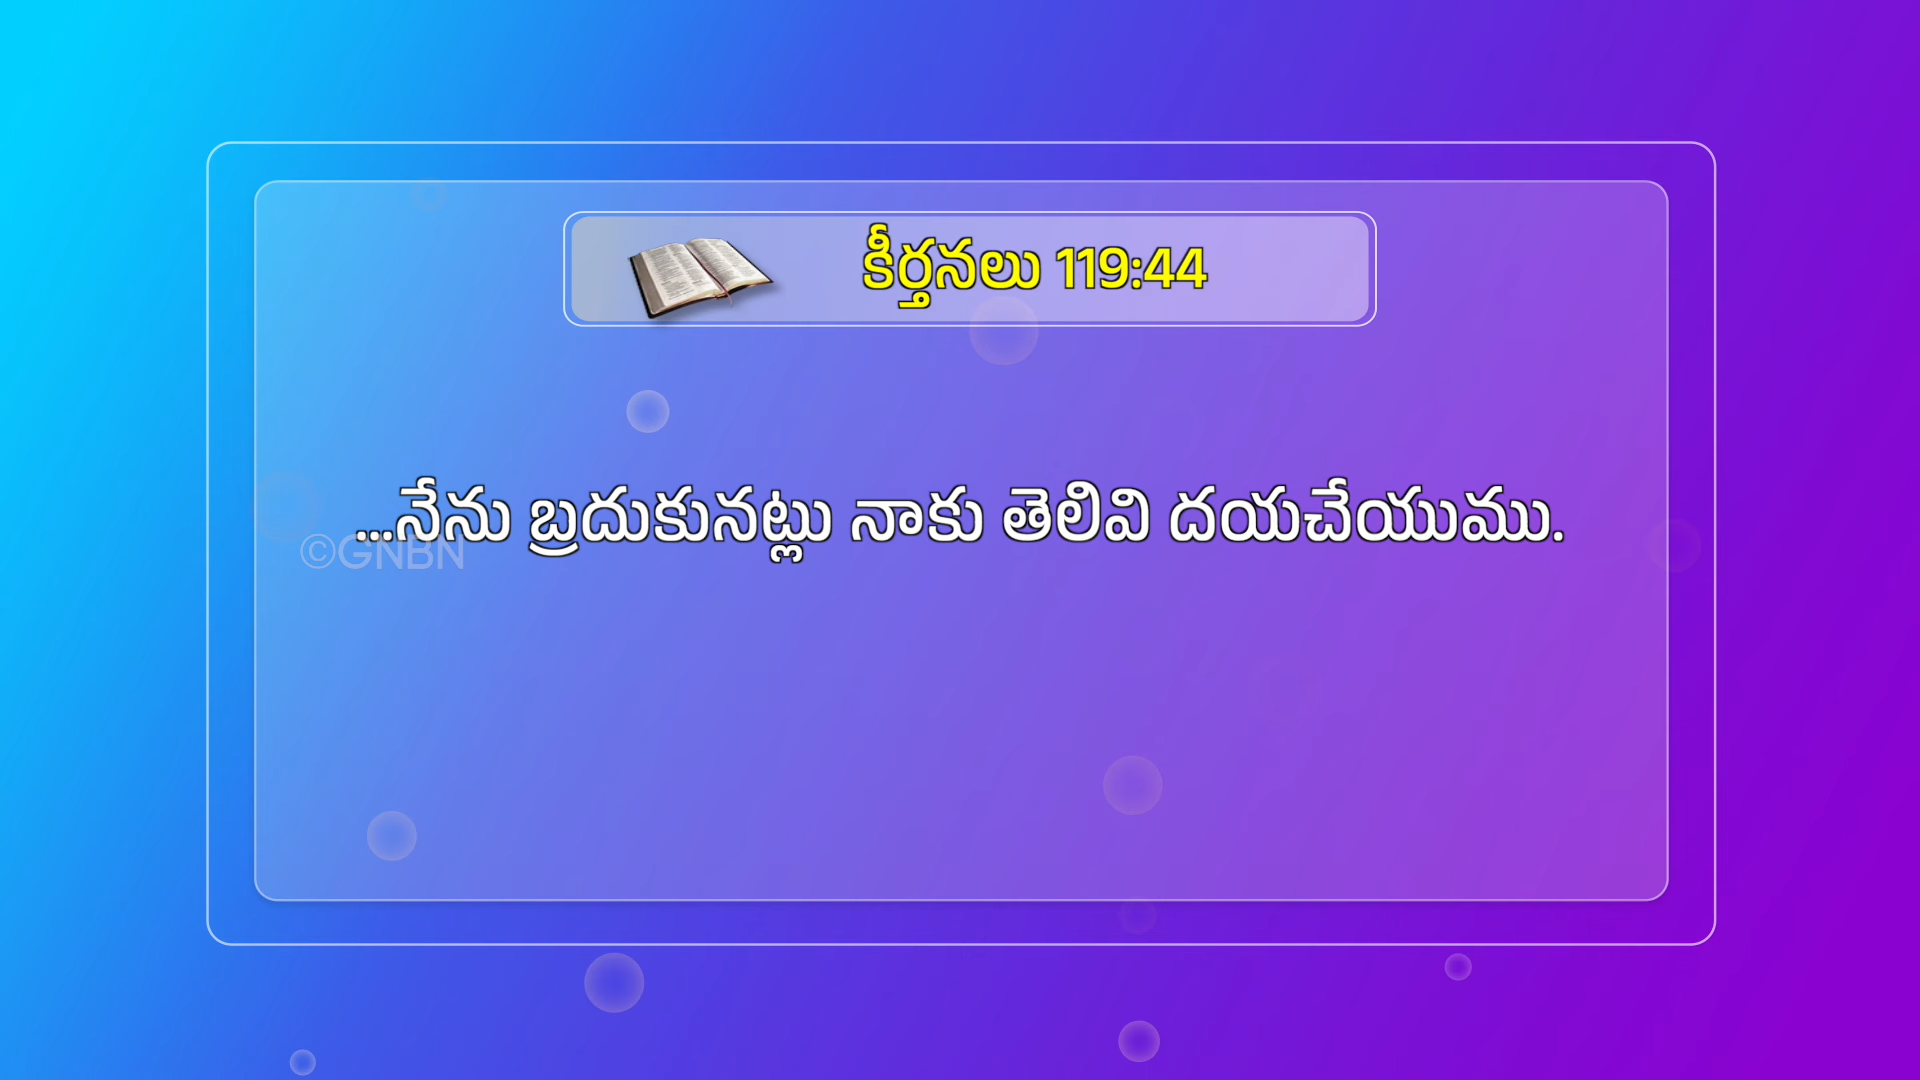 కీర్తనలు 119:44
...నేను బ్రదుకునట్లు నాకు తెలివి దయచేయుము.
©GNBN